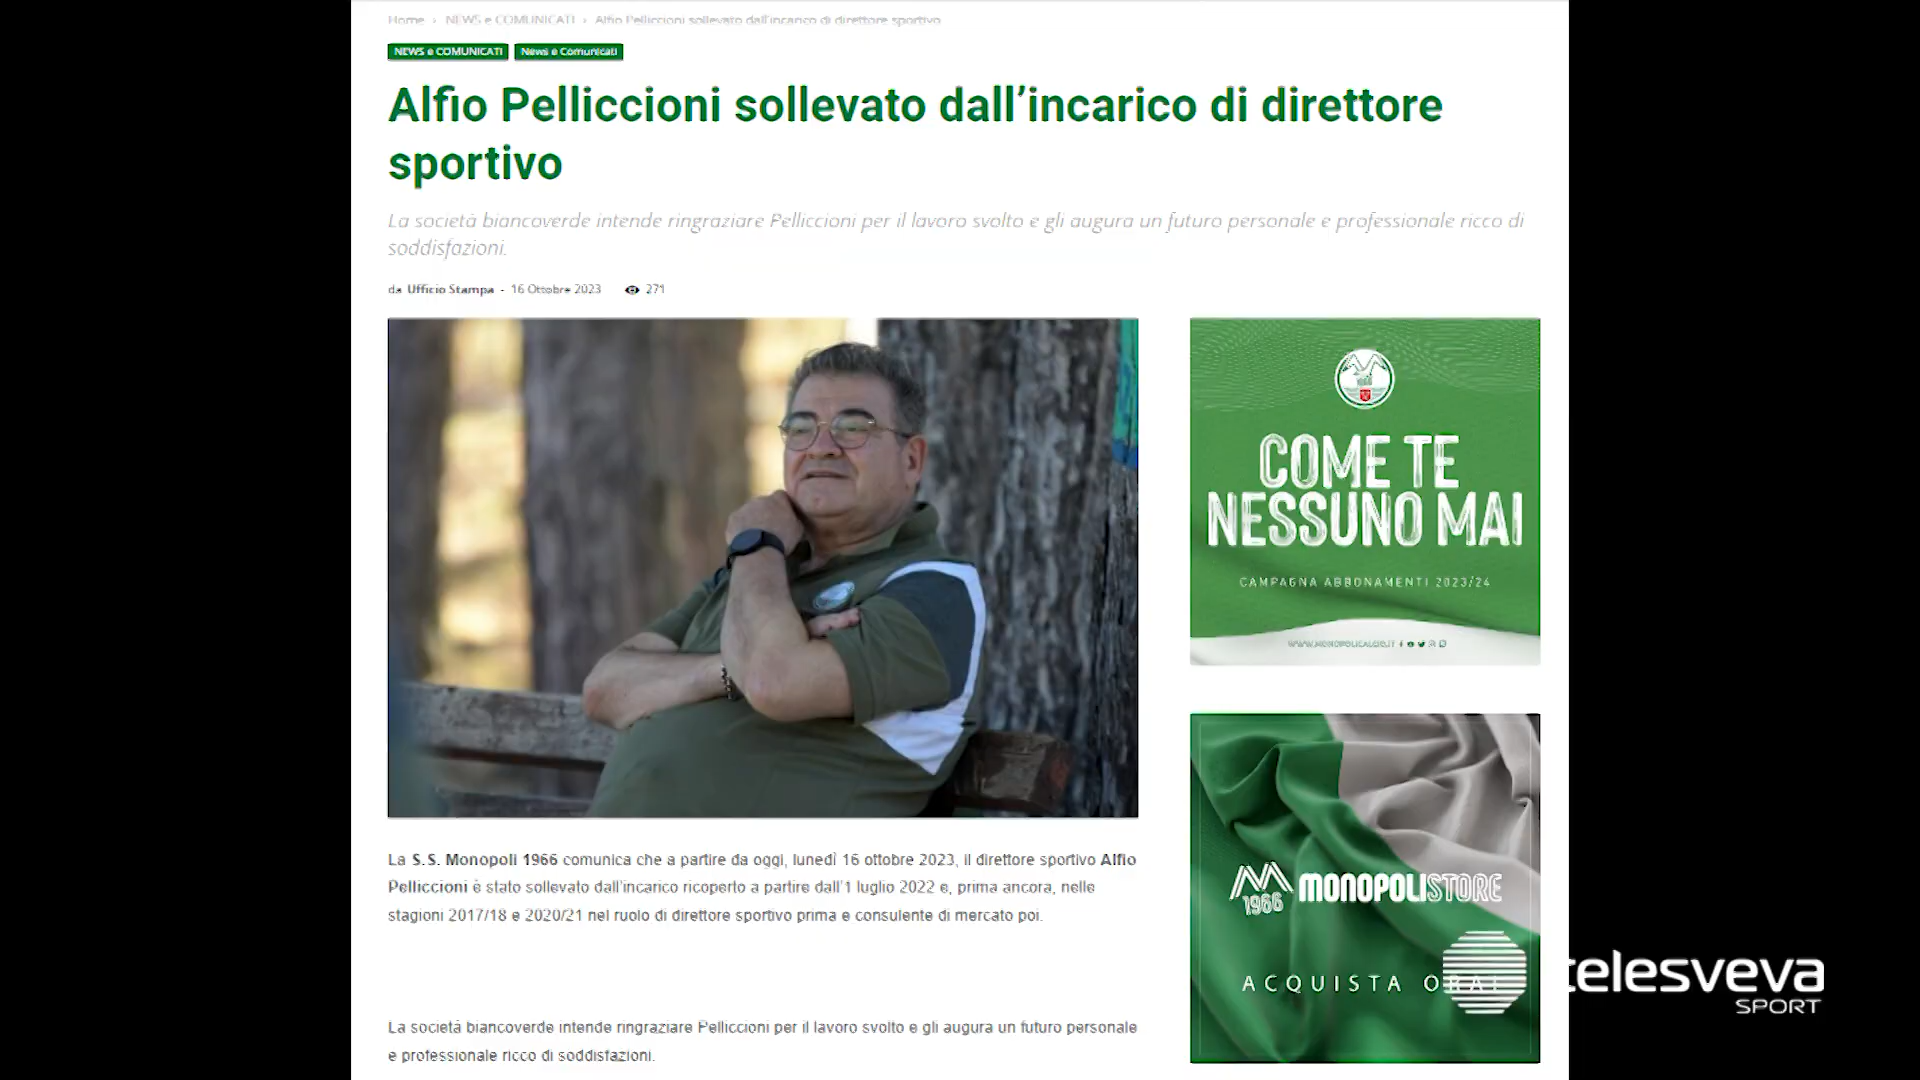 Home › NEWS e COMUNICATI › Alfio Pelliccioni sollevato dall'incarico di direttore sportivo
NEWS e COMUNICATI News e Comunicati
Alfio Pelliccioni sollevato dall'incarico di direttore
sportivo
La società biancoverde intende ringraziare Pelliccioni per il lavoro svolto e gli augura un futuro personale e professionale ricco di
soddisfazioni.
da Ufficio Stampa - 16 Ottobre 2023 271
La S.S. Monopoli 1966 comunica che a partire da oggi, lunedì 16 ottobre 2023, il direttore sportivo Alfio
Pelliccioni è stato sollevato dall'incarico ricoperto a partire dall'1 luglio 2022 e, prima ancora, nelle
stagioni 2017/18 e 2020/21 nel ruolo di direttore sportivo prima e consulente di mercato poi.
La società biancoverde intende ringraziare Pelliccioni per il lavoro svolto e gli augura un futuro personale
e professionale ricco di soddisfazioni.
COME TE
NESSUNO MAI
CAMPAGNA ABBONAMENTI 2023/24
WWW.MONOPOLICALCIO.IT
1966 MONOPOLISTORE
ACQUISTA ORA!
telesveva
SPORT